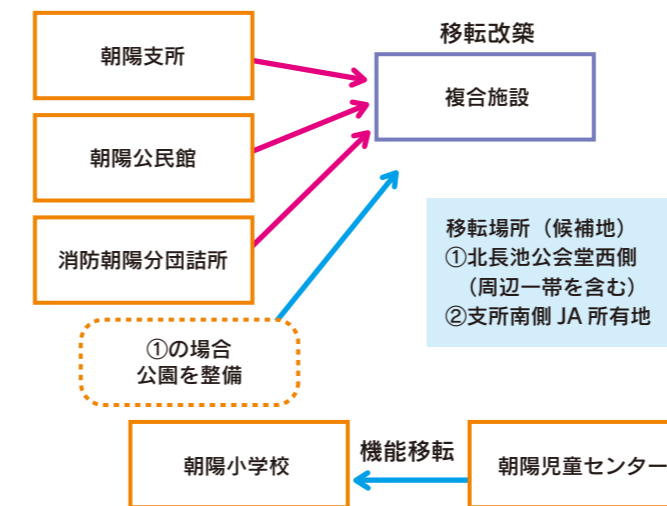 朝陽支所
移転改築
複合施設
朝陽公民館
消防朝陽分団詰所
移転場所（候補地）
①北長池公会堂西側
（周辺一帯を含む）
②支所南側 JA 所有地
①の場合
公園を整備
朝陽小学校
機能移転
朝陽児童センター